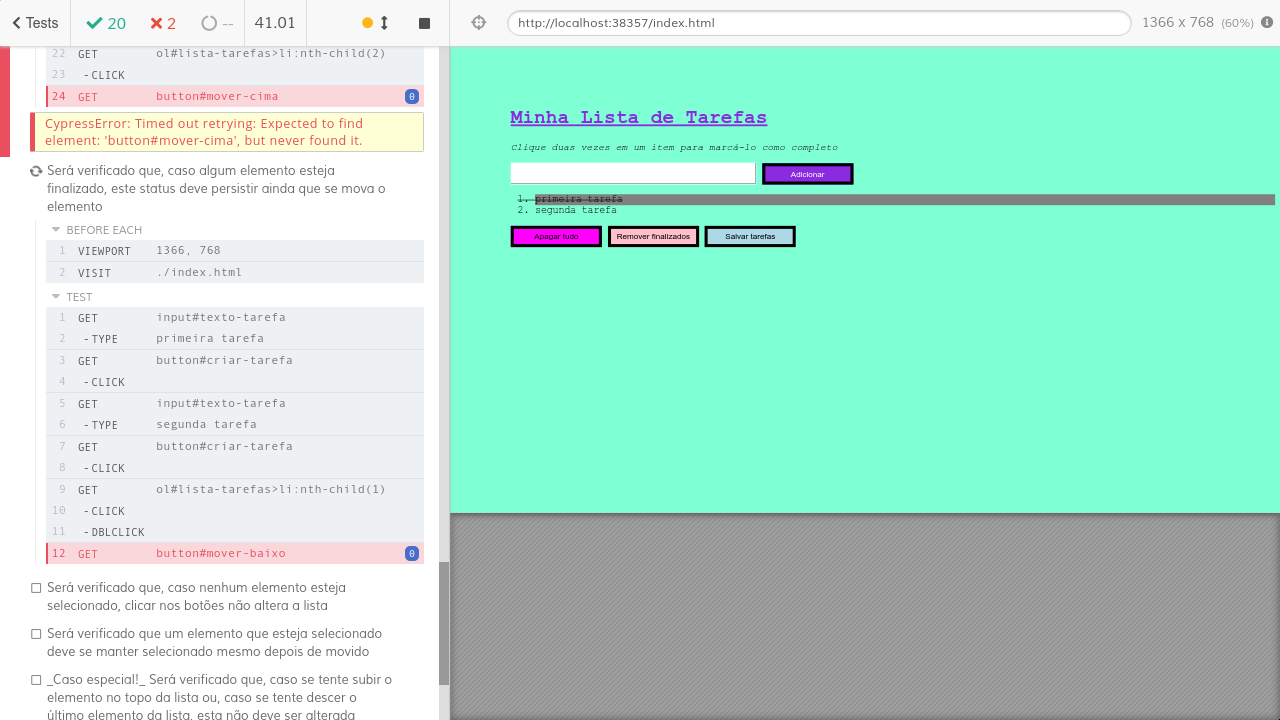 Tests
20
2
--
41.01
http://localhost:38357/index.html
1366 x 768 (60%)
22 GET ol#lista-tarefas>li:nth-child(2)
23 -CLICK
24 GET button#mover-cima 0
CypressError: Timed out retrying: Expected to find
element: 'button#mover-cima', but never found it.
Será verificado que, caso algum elemento esteja
finalizado, este status deve persistir ainda que se mova o
elemento
BEFORE EACH
1 VIEWPORT 1366, 768
2 VISIT ./index.html
TEST
1 GET input#texto-tarefa
2 -TYPE primeira tarefa
3 GET button#criar-tarefa
4 -CLICK
5 GET input#texto-tarefa
6 -TYPE segunda tarefa
7 GET button#criar-tarefa
8 -CLICK
9 GET ol#lista-tarefas>li:nth-child(1)
10 -CLICK
11 -DBLCLICK
12 GET button#mover-baixo 0
Será verificado que, caso nenhum elemento esteja
selecionado, clicar nos botões não altera a lista
Será verificado que um elemento que esteja selecionado
deve se manter selecionado mesmo depois de movido
_Caso especial!_ Será verificado que, caso se tente subir o
elemento no topo da lista ou, caso se tente descer o
último elemento da lista, esta não deve ser alterada
Minha Lista de Tarefas
Clique duas vezes em um item para marcá-lo como completo
Adicionar
1. primeira tarefa
2. segunda tarefa
Apagar tudo
Remover finalizados
Salvar tarefas